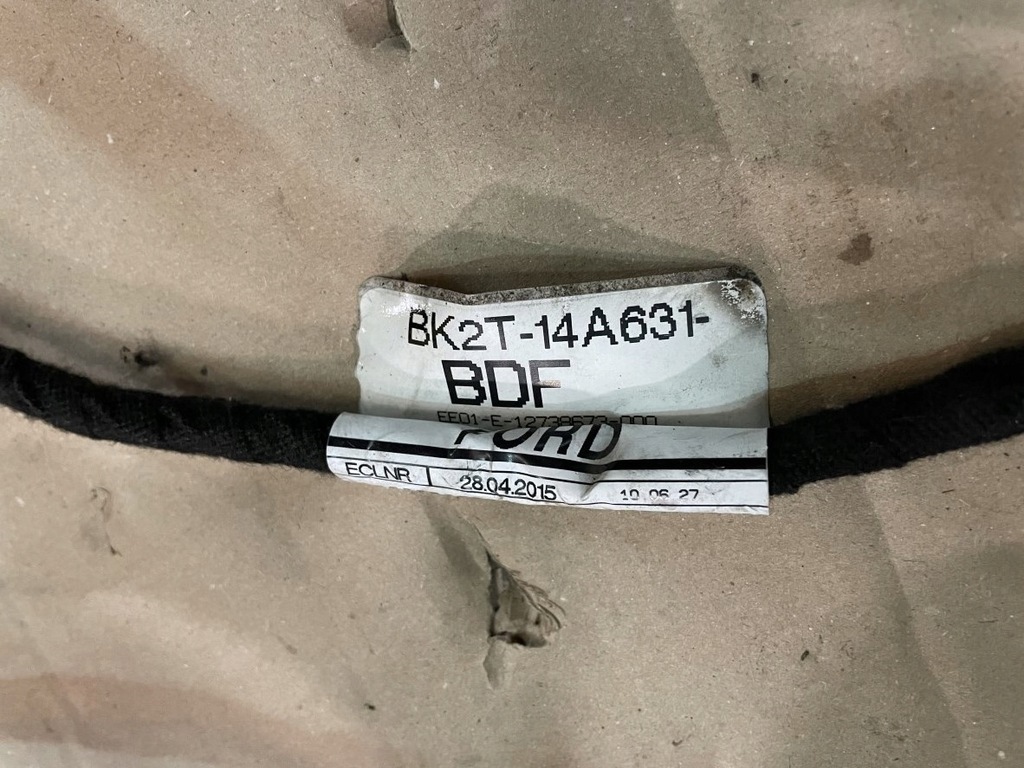 BK2T-14A631-
BDF
FORD
ECLNR 28.04.2015 10 06 27